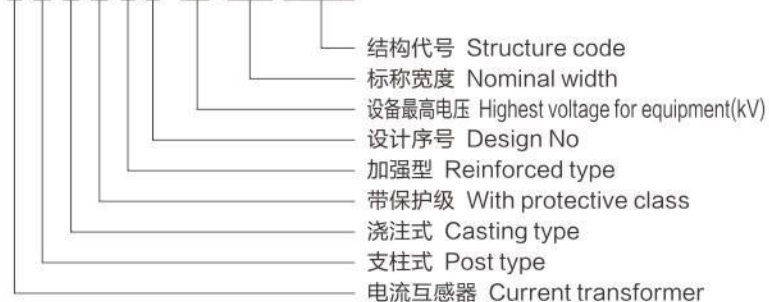 结构代号 Structure code
标称宽度 Nominal width
设备最高电压 Highest voltage for equipment(kV)
设计序号 Design No
加强型 Reinforced type
带保护级 With protective class
浇注式 Casting type
支柱式 Post type
电流互感器 Current transformer